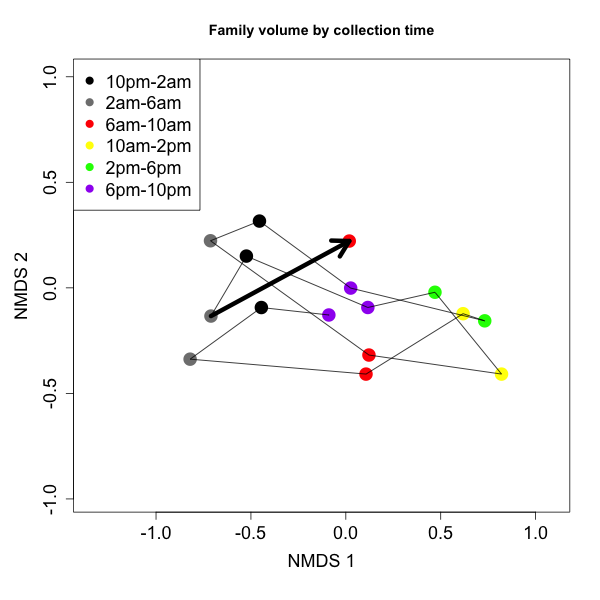 Family volume by collection time
10pm-2am
2am-6am
6am-10am
10am-2pm
2pm-6pm
6pm-10pm
1.0
0.5
0.0
-0.5
-1.0
NMDS 2
-1.0 -0.5 0.0 0.5 1.0
NMDS 1